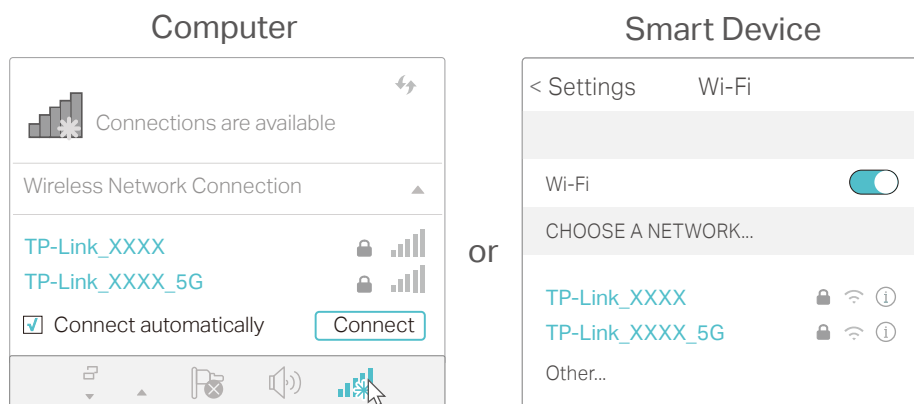 Computer
Connections are available
Wireless Network Connection
TP-Link_XXXX
TP-Link_XXXX_5G
Connect automatically
Connect
or
Smart Device
< Settings Wi-Fi
Wi-Fi
CHOOSE A NETWORK...
TP-Link_XXXX
TP-Link_XXXX_5G
Other...